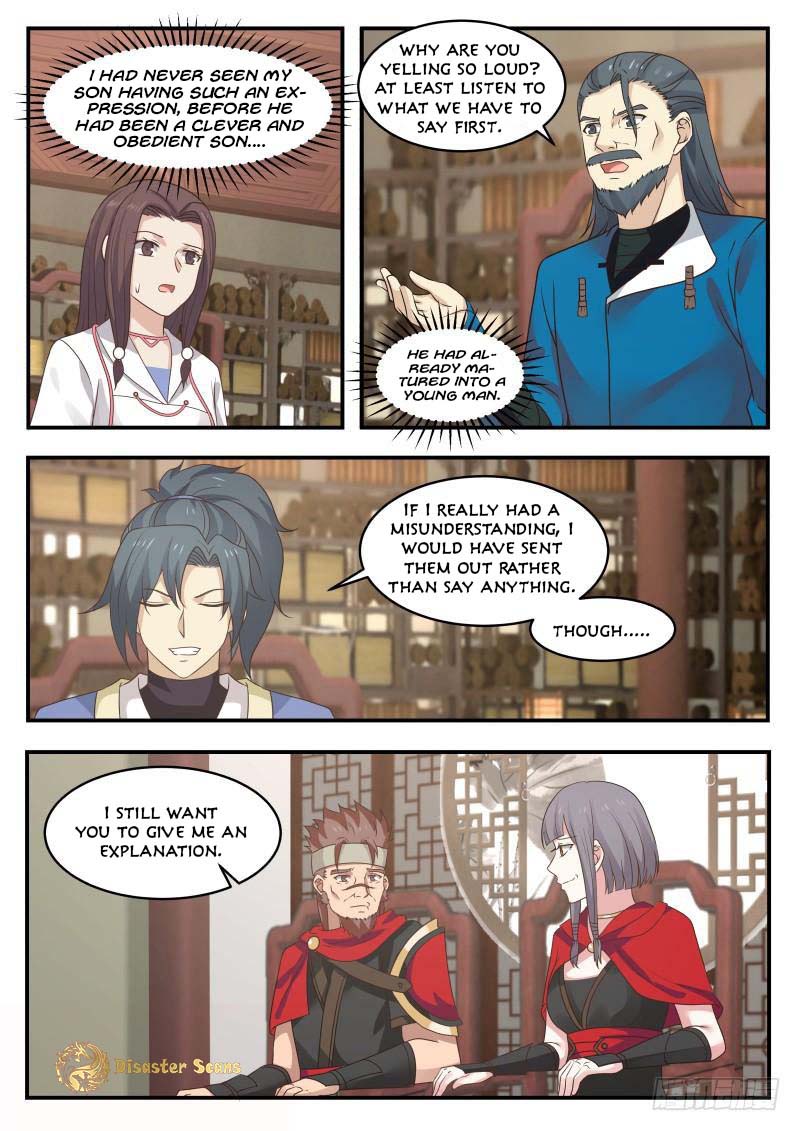 I HAD NEVER SEEN MY
SON HAVING SUCH AN EX-
PRESSION, BEFORE HE
HAD BEEN A CLEVER AND
OBEDIENT SON....
WHY ARE YOU
YELLING SO LOUD?
AT LEAST LISTEN TO
WHAT WE HAVE TO
SAY FIRST.
HE HAD AL-
READY MA-
TURED INTO A
YOUNG MAN.
IF I REALLY HAD A
MISUNDERSTANDING, I
WOULD HAVE SENT
THEM OUT RATHER
THAN SAY ANYTHING.
THOUGH.....
I STILL WANT
YOU TO GIVE ME AN
EXPLANATION.
Disaster Scans